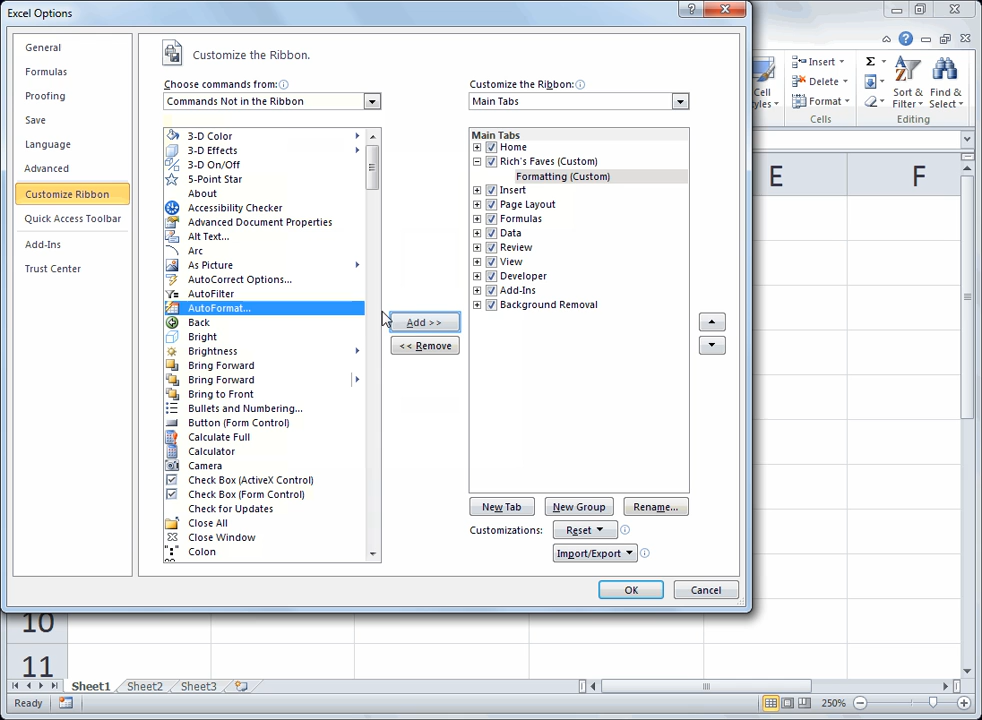 Excel Options
General
Formulas
Proofing
Save
Language
Advanced
Customize Ribbon
Quick Access Toolbar
Add-Ins
Trust Center
Customize the Ribbon.
Choose commands from:
Commands Not in the Ribbon
3-D Color
3-D Effects
3-D On/Off
5-Point Star
About
Accessibility Checker
Advanced Document Properties
Alt Text...
Arc
As Picture
AutoCorrect Options...
AutoFilter
AutoFormat...
Back
Bright
Brightness
Bring Forward
Bring Forward
Bring to Front
Bullets and Numbering...
Button (Form Control)
Calculate Full
Calculator
Camera
Check Box (ActiveX Control)
Check Box (Form Control)
Check for Updates
Close All
Close Window
Colon
Add >>
<< Remove
Customize the Ribbon:
Main Tabs
Main Tabs
Home
Rich's Faves (Custom)
Formatting (Custom)
Insert
Page Layout
Formulas
Data
Review
View
Developer
Add-Ins
Background Removal
New Tab
New Group
Rename...
Customizations:
Reset
Import/Export
OK
Cancel
Cell
Styles
Insert
Delete
Format
Cells
Sort &
Filter
Find &
Select
Editing
E
F
10
11
Sheet1
Sheet2
Sheet3
Ready
250%